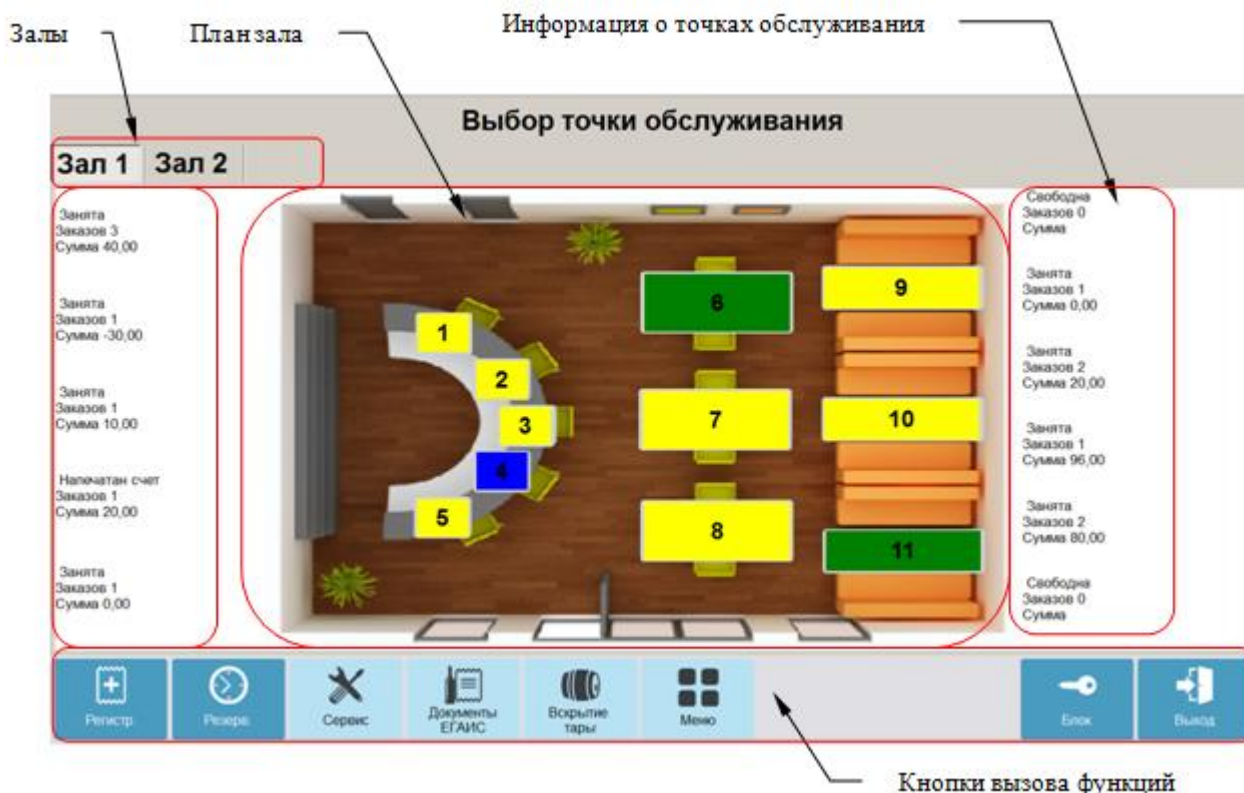 Залы
План зала
Информация о точках обслуживания
Выбор точки обслуживания
Зал 1 Зал 2
Занята
Заказов 3
Сумма 40,00
Занята
Заказов 1
Сумма -30,00
Занята
Заказов 1
Сумма 10,00
Напечатан счет
Заказов 1
Сумма 20,00
Занята
Заказов 1
Сумма 0,00
1
2
3
4
5
6
7
8
9
10
11
Свободна
Заказов 0
Сумма
Занята
Заказов 1
Сумма 0,00
Занята
Заказов 2
Сумма 20,00
Занята
Заказов 1
Сумма 96,00
Занята
Заказов 2
Сумма 80,00
Свободна
Заказов 0
Сумма
Регистр.
Резерв.
Сервис
Документы
ЕГАИС
Вскрытие
тары
Меню
Блок
Выход
Кнопки вызова функций